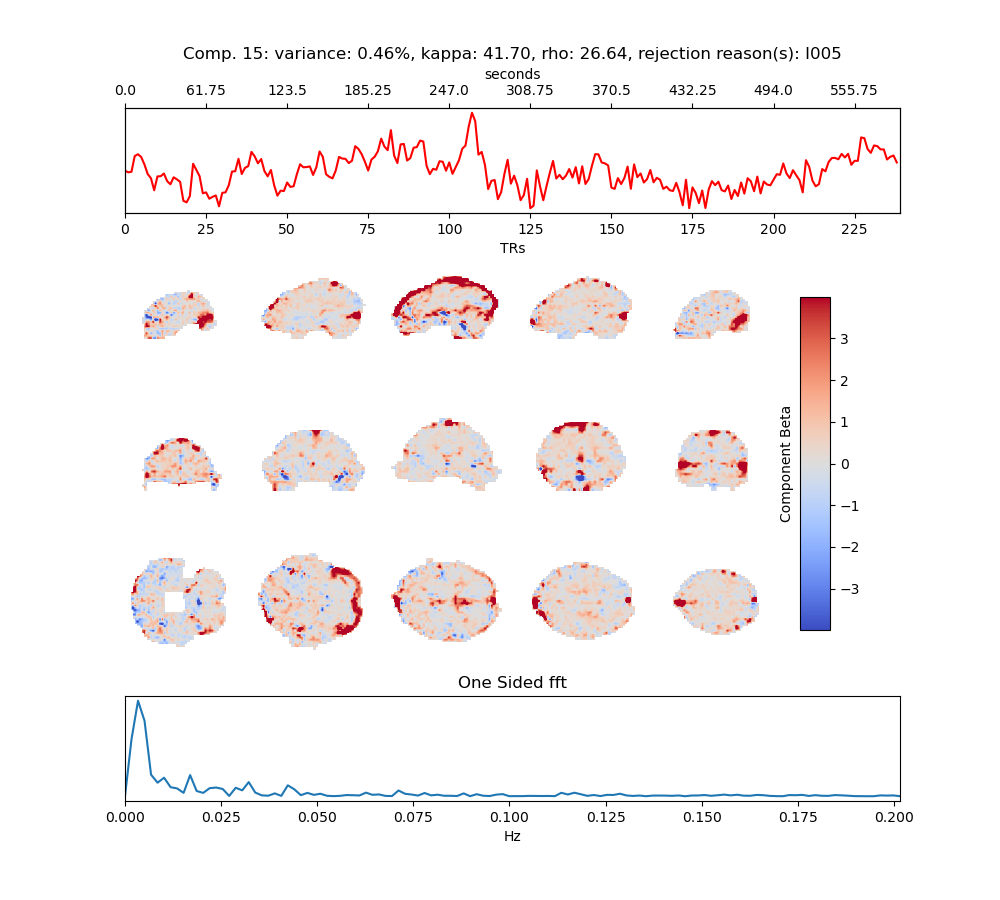 Comp. 15: variance: 0.46%, kappa: 41.70, rho: 26.64, rejection reason(s): I005
seconds
0.0 61.75 123.5 185.25 247.0 308.75 370.5 432.25 494.0 555.75
0 25 50 75 100 125 150 175 200 225
TRs
3
2
1
0
−1
−2
−3
Component Beta
One Sided fft
0.000 0.025 0.050 0.075 0.100 0.125 0.150 0.175 0.200
Hz